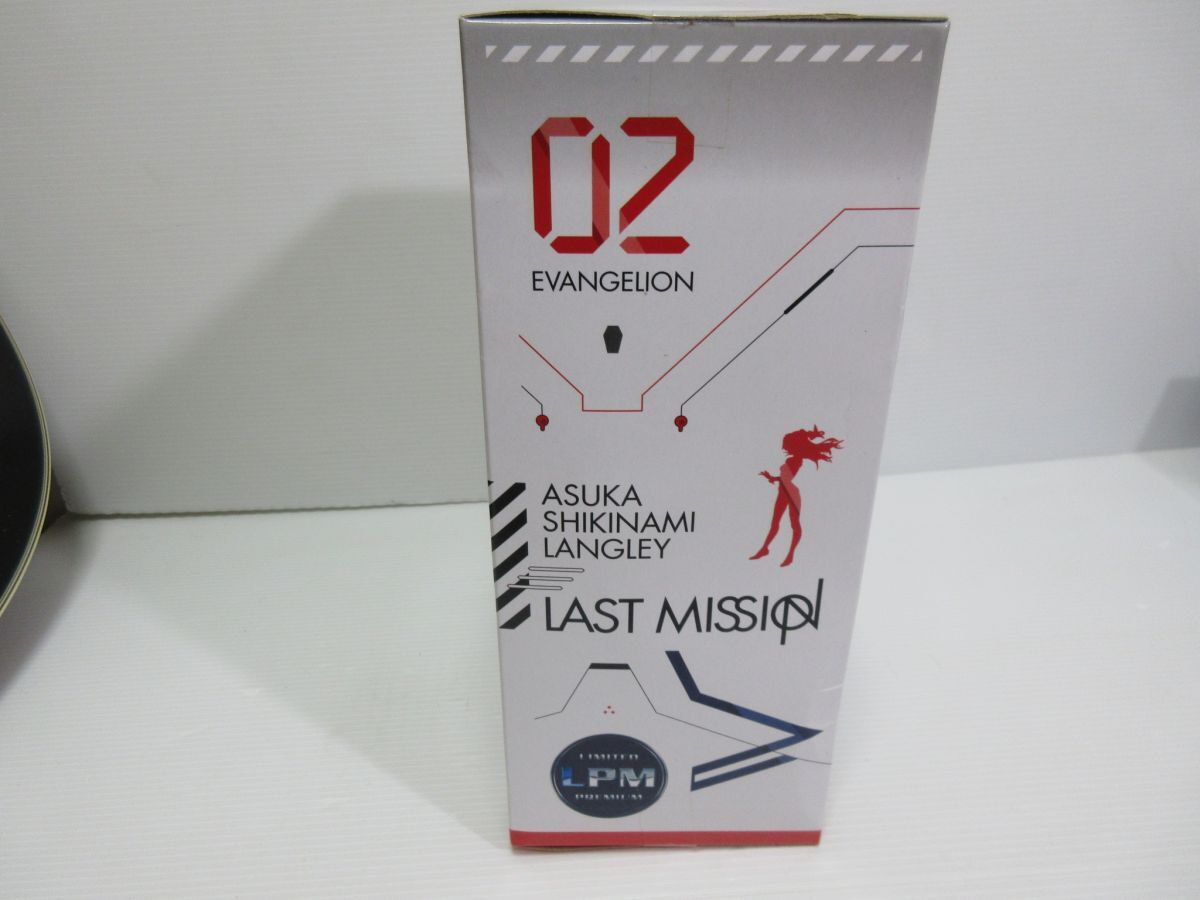 02
EVANGELION
ASUKA
SHIKINAMI
LANGLEY
LAST MISSION
LIMITED
LPM
PREMIUM